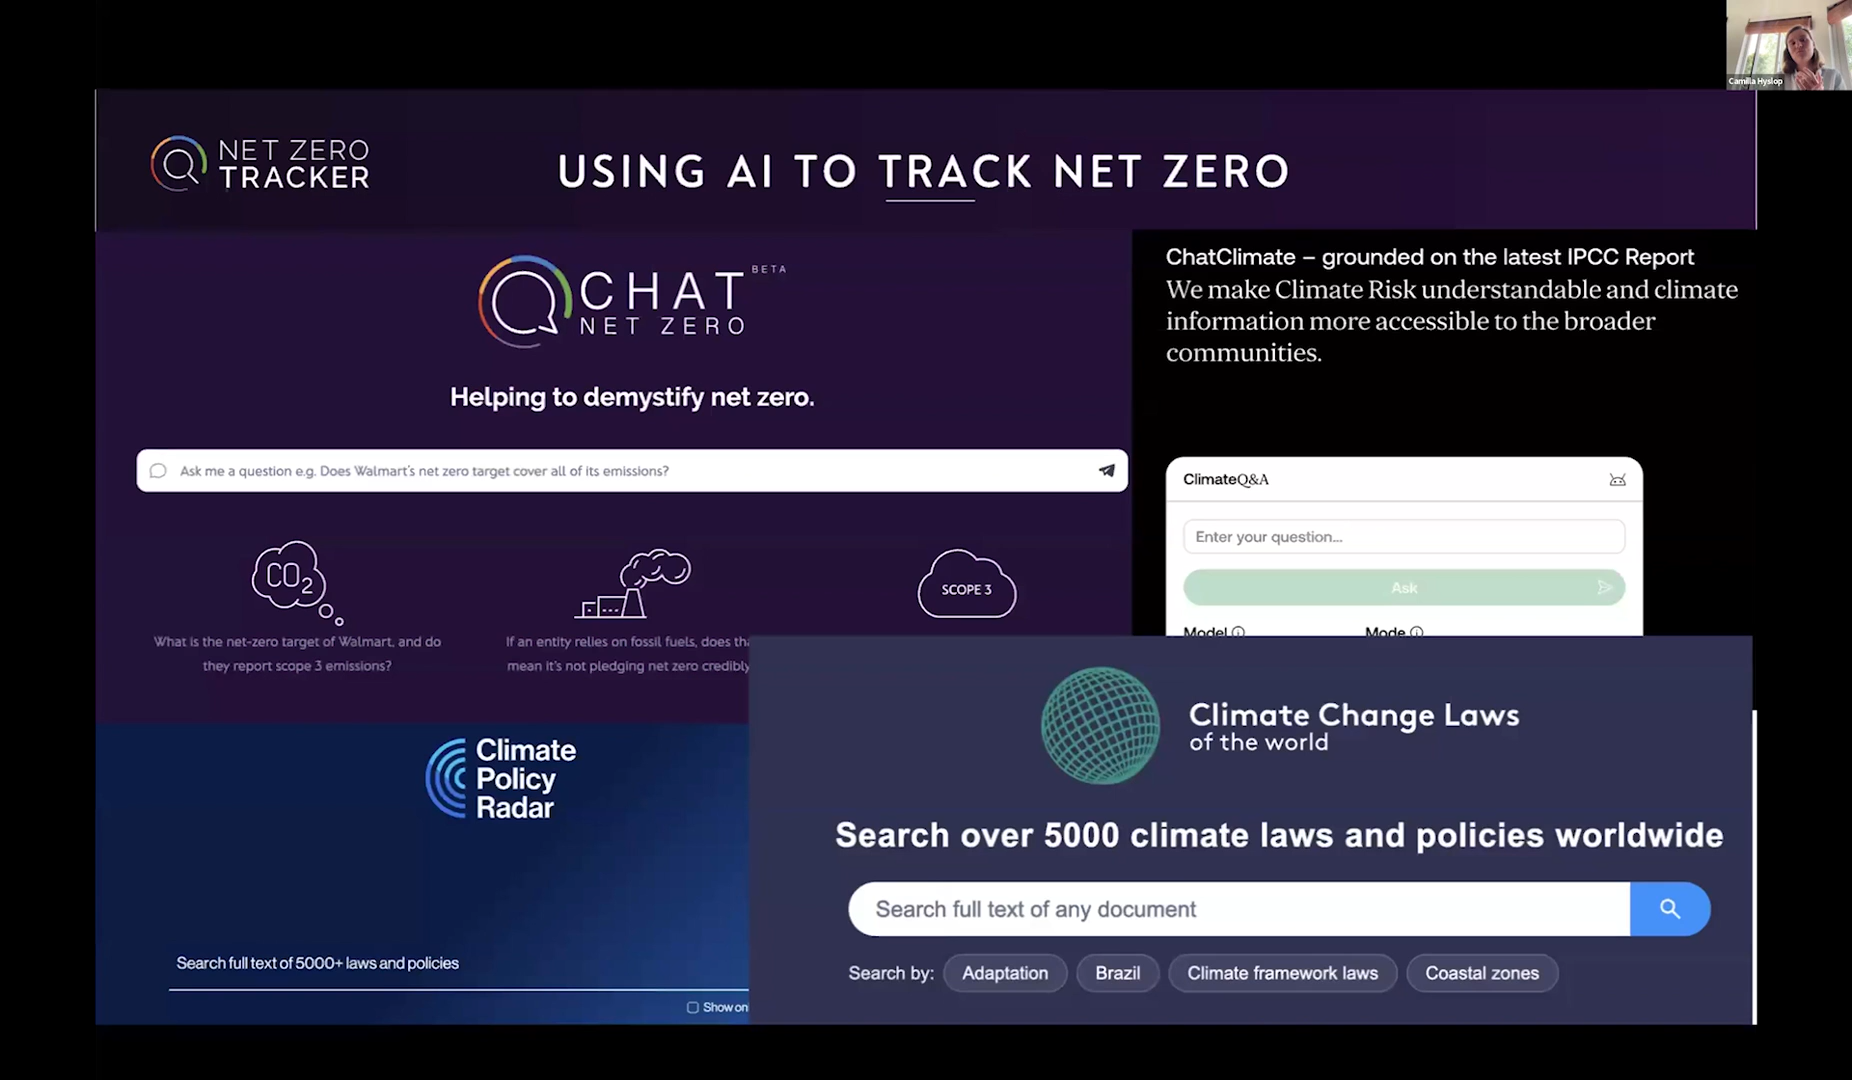 Camilla Hyslop
NET ZERO
TRACKER
USING AI TO TRACK NET ZERO
CHAT BETA
NET ZERO
Helping to demystify net zero.
Ask me a question e.g. Does Walmart's net zero target cover all of its emissions?
CO2
SCOPE 3
What is the net-zero target of Walmart, and do
they report scope 3 emissions?
If an entity relies on fossil fuels, does
mean it's not pledging net zero credibly
ChatClimate – grounded on the latest IPCC Report
We make Climate Risk understandable and climate
information more accessible to the broader
communities.
ClimateQ&A
Enter your question...
Ask
Model
Mode
Climate
Policy
Radar
Search full text of 5000+ laws and policies
Show on
Climate Change Laws
of the world
Search over 5000 climate laws and policies worldwide
Search full text of any document
Search by: Adaptation Brazil Climate framework laws Coastal zones